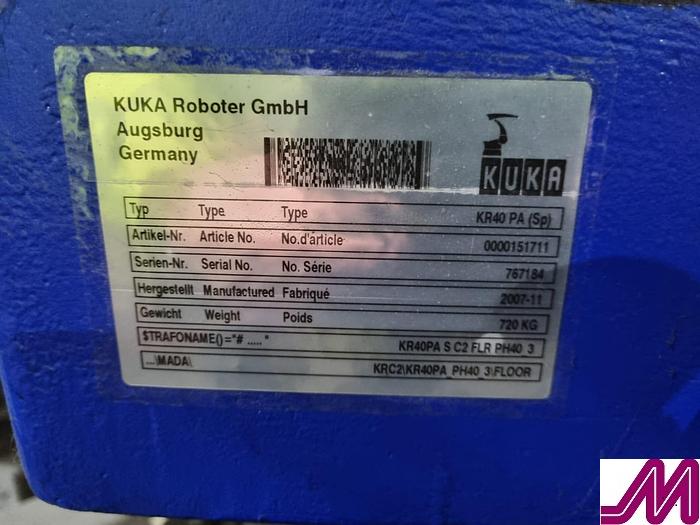 KUKA Roboter GmbH
Augsburg
Germany
KUKA
Typ Type Type KR40 PA (Sp)
Artikel-Nr. Article No. No.d'article 0000151711
Serien-Nr. Serial No. No. Série 767184
Hergestellt Manufactured Fabriqué 2007-11
Gewicht Weight Poids 720 KG
$TRAFONAME()="# ..... " KR40PA S C2 FLR PH40_3
...\MADA\ KRC2\KR40PA_PH40_3\FLOOR
M